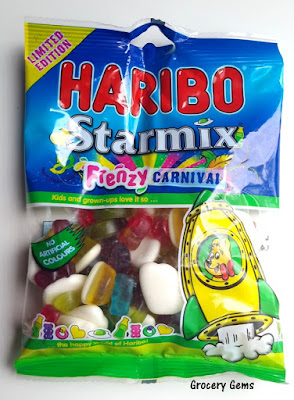 LIMITED
EDITION
HARIBO
Starmix
Frenzy CARNIVAL
Kids and grown-ups love it so ...
NO
ARTIFICIAL
COLOURS
the happy world of Haribo!
Grocery Gems